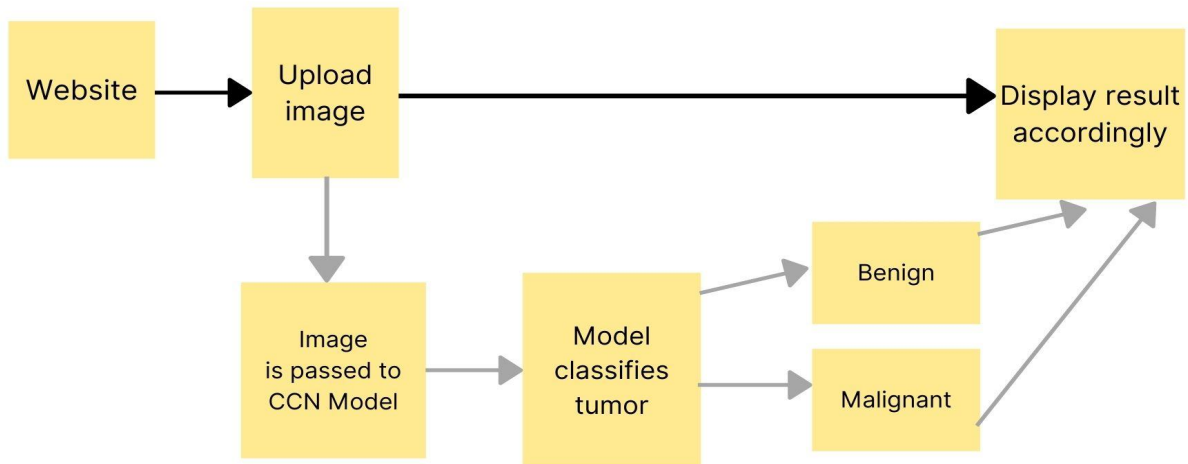 Website
Upload
image
Display result
accordingly
Image
is passed to
CCN Model
Model
classifies
tumor
Benign
Malignant